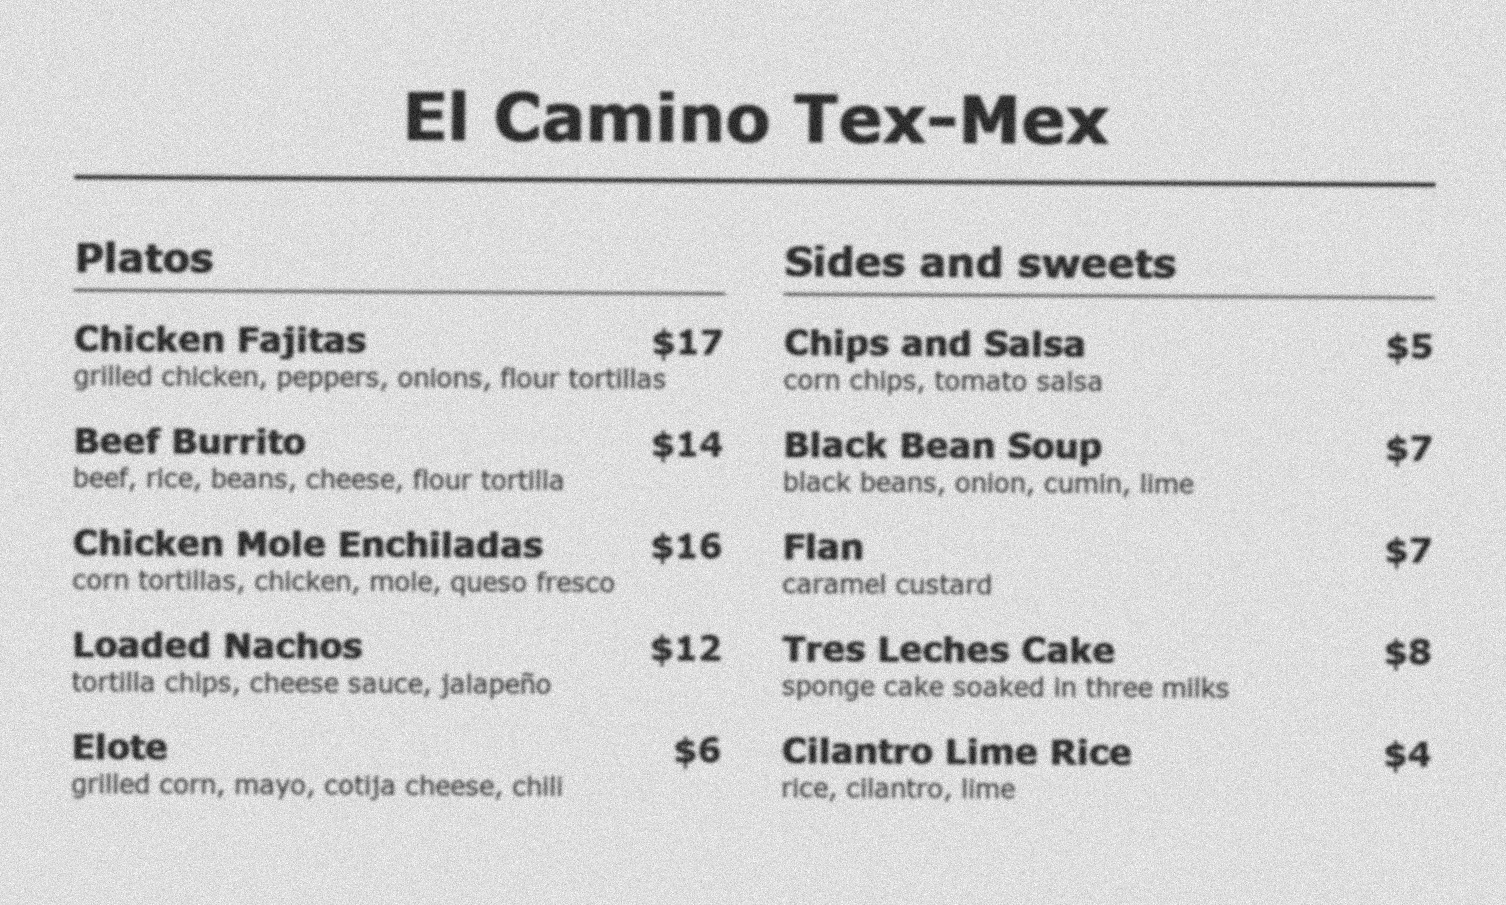 El Camino Tex-Mex
Platos
Chicken Fajitas $17
grilled chicken, peppers, onions, flour tortillas
Beef Burrito $14
beef, rice, beans, cheese, flour tortilla
Chicken Mole Enchiladas $16
corn tortillas, chicken, mole, queso fresco
Loaded Nachos $12
tortilla chips, cheese sauce, jalapeño
Elote $6
grilled corn, mayo, cotija cheese, chili
Sides and sweets
Chips and Salsa $5
corn chips, tomato salsa
Black Bean Soup $7
black beans, onion, cumin, lime
Flan $7
caramel custard
Tres Leches Cake $8
sponge cake soaked in three milks
Cilantro Lime Rice $4
rice, cilantro, lime